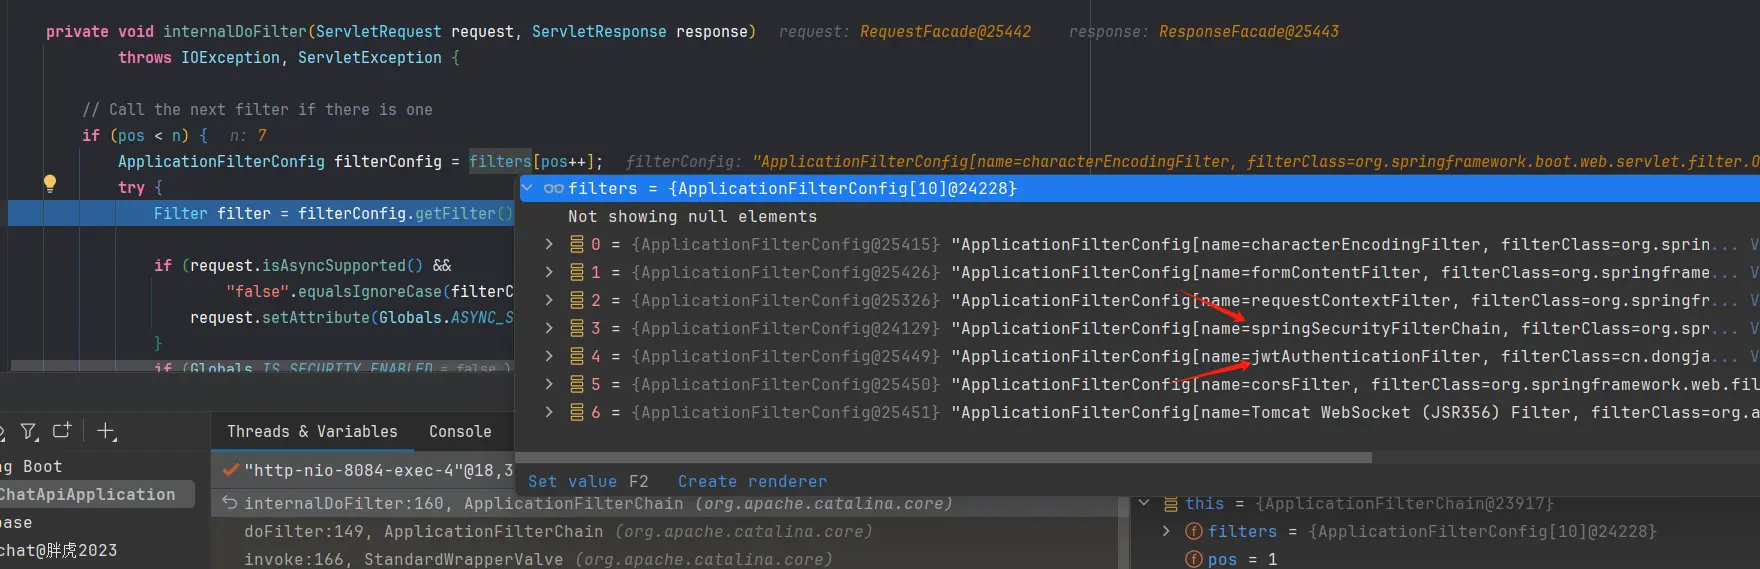 private void internalDoFilter(ServletRequest request, ServletResponse response) request: RequestFacade@25442 response: ResponseFacade@25443
throws IOException, ServletException {
// Call the next filter if there is one
if (pos < n) { n: 7
ApplicationFilterConfig filterConfig = filters[pos++]; filterConfig: "ApplicationFilterConfig[name=characterEncodingFilter, filterClass=org.springframework.boot.web.servlet.filter.O
try {
filters = {ApplicationFilterConfig[10]@24228}
Filter filter = filterConfig.getFilter()
Not showing null elements
0 = {ApplicationFilterConfig@25415} "ApplicationFilterConfig[name=characterEncodingFilter, filterClass=org.sprin... V
if (request.isAsyncSupported() &&
1 = {ApplicationFilterConfig@25426} "ApplicationFilterConfig[name=formContentFilter, filterClass=org.springframe... V
"false".equalsIgnoreCase(filterC
2 = {ApplicationFilterConfig@25326} "ApplicationFilterConfig[name=requestContextFilter, filterClass=org.springfr... V
request.setAttribute(Globals.ASYNC_S
3 = {ApplicationFilterConfig@24129} "ApplicationFilterConfig[name=springSecurityFilterChain, filterClass=org.spr... V
}
4 = {ApplicationFilterConfig@25449} "ApplicationFilterConfig[name=jwtAuthenticationFilter, filterClass=cn.dongja... V
if (Globals.IS_SECURITY_ENABLED = false )
5 = {ApplicationFilterConfig@25450} "ApplicationFilterConfig[name=corsFilter, filterClass=org.springframework.web.fil
6 = {ApplicationFilterConfig@25451} "ApplicationFilterConfig[name=Tomcat WebSocket (JSR356) Filter, filterClass=org.a
Threads & Variables Console
ng Boot
"http-nio-8084-exec-4"@18,3
Set value F2 Create renderer
ChatApiApplication
internalDoFilter:160, ApplicationFilterChain (org.apache.catalina.core)
this = {ApplicationFilterChain@23917}
base
doFilter:149, ApplicationFilterChain (org.apache.catalina.core)
filters = {ApplicationFilterConfig[10]@24228}
chat@胖虎2023
invoke:166, StandardWrapperValve (org.apache.catalina.core)
pos = 1